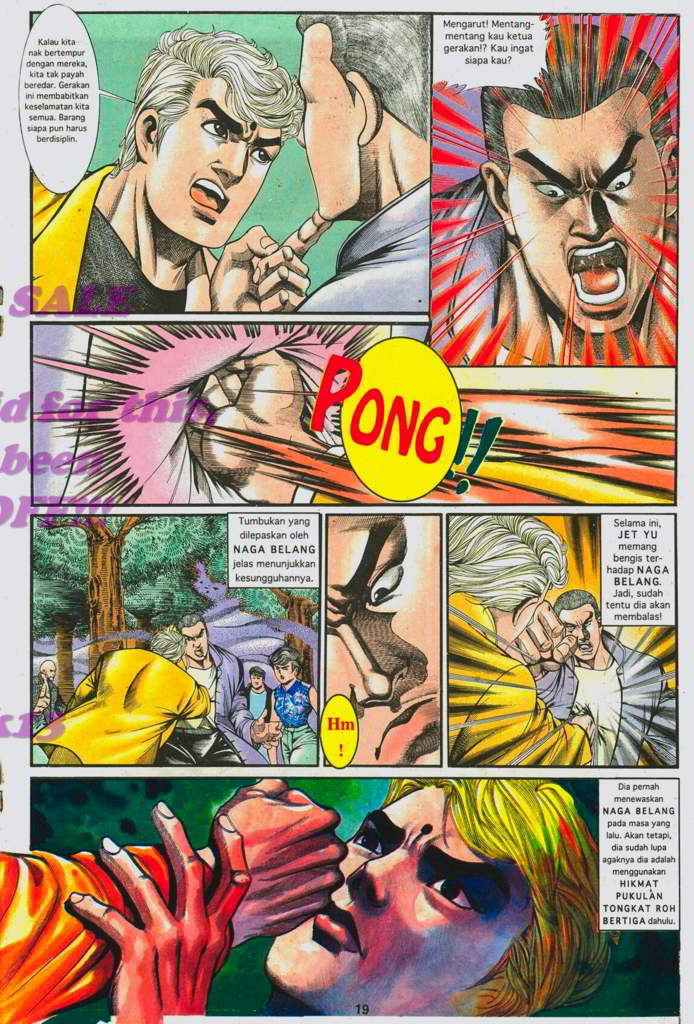 Kalau kita
nak bertempur
dengan mereka,
kita tak payah
beredar. Gerakan
ini membabitkan
keselamatan kita
semua. Barang
siapa pun harus
berdisiplin.
Mengarut! Mentang-
mentang kau ketua
gerakan!? Kau ingat
siapa kau?
SALE
PONG!!
d for this,
been
OFF!!!
Tumbukan yang
dilepaskan oleh
NAGA BELANG
jelas menunjukkan
kesungguhannya.
Hm
!
Selama ini,
JET YU
memang
bengis ter-
hadap NAGA
BELANG.
Jadi, sudah
tentu dia akan
membalas!
k13
Dia pernah
menewaskan
NAGA BELANG
pada masa yang
lalu. Akan tetapi,
dia sudah lupa
agaknya dia adalah
menggunakan
HIKMAT
PUKULAN
TONGKAT ROH
BERTIGA dahulu.
19